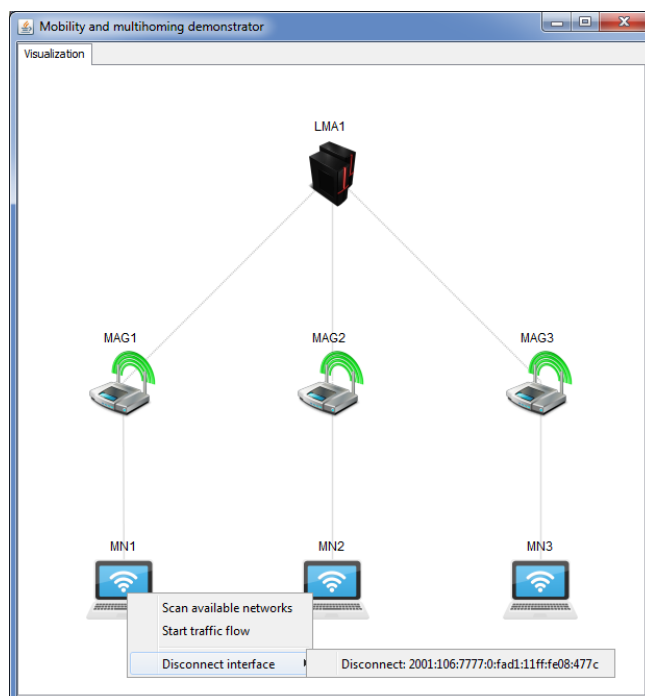 Mobility and multihoming demonstrator
Visualization
LMA1
MAG1 MAG2 MAG3
MN1 MN2 MN3
Scan available networks
Start traffic flow
Disconnect interface Disconnect: 2001:106:7777:0:fad1:11ff:fe08:477c